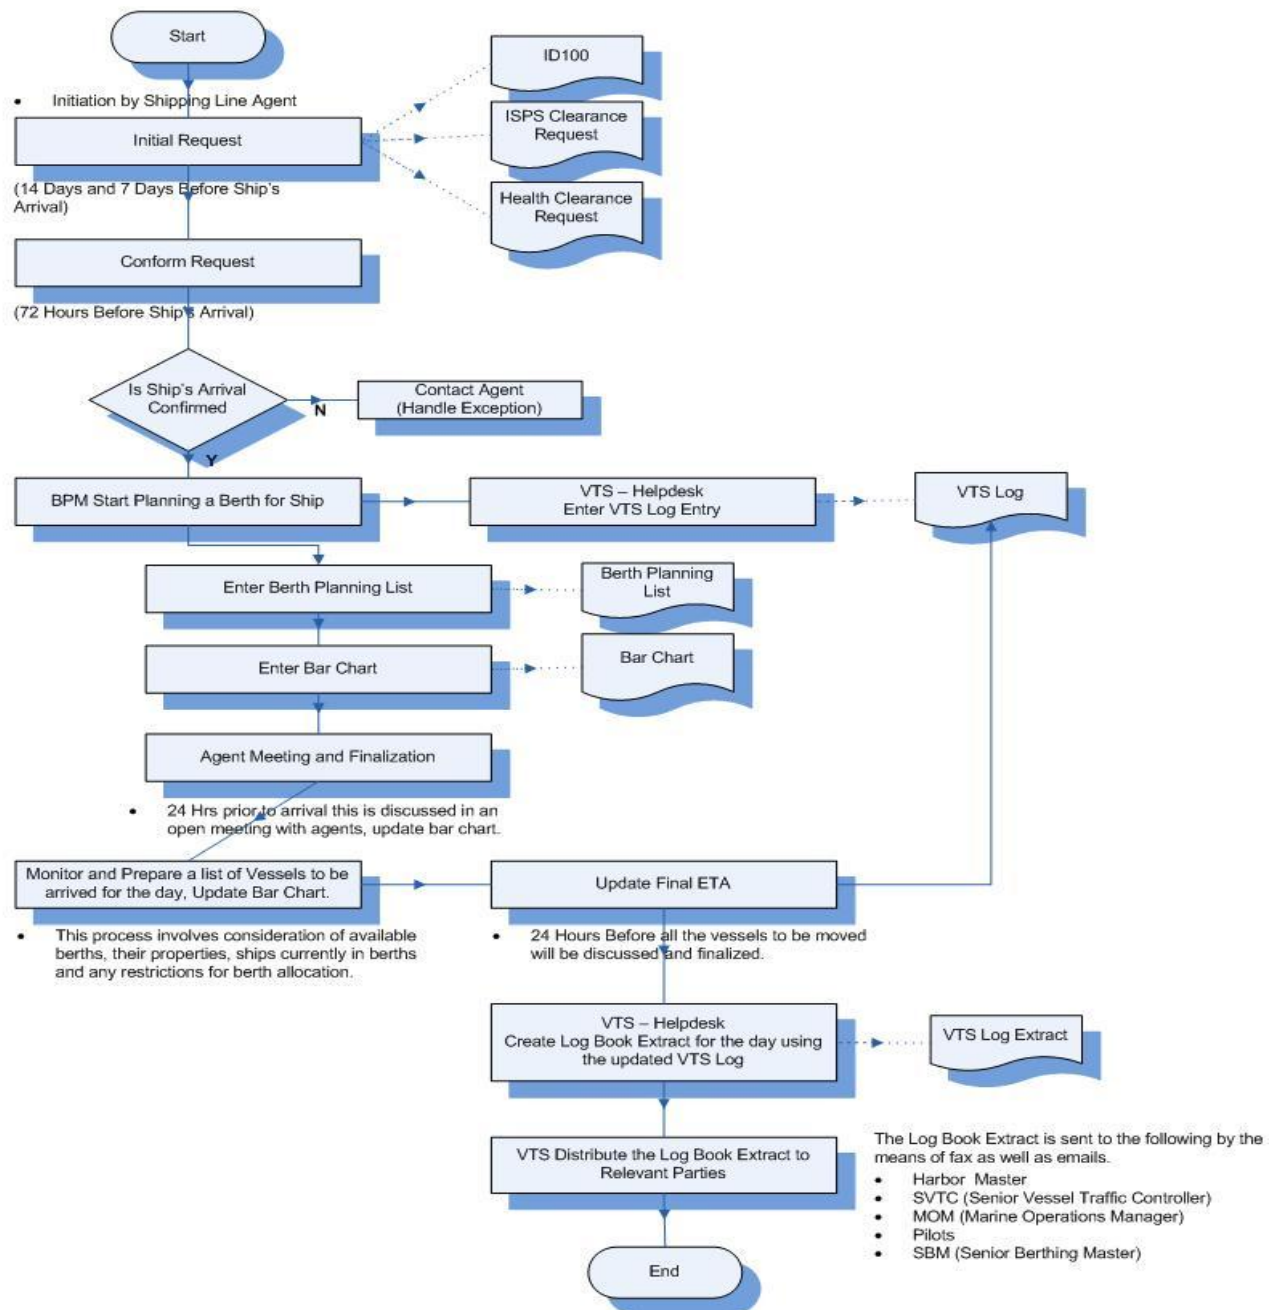 Start
ID100
• Initiation by Shipping Line Agent
ISPS Clearance
Request
Initial Request
(14 Days and 7 Days Before Ship's
Arrival)
Health Clearance
Request
Conform Request
(72 Hours Before Ship's Arrival)
Is Ship's Arrival
Confirmed
N
Contact Agent
(Handle Exception)
Y
BPM Start Planning a Berth for Ship
VTS – Helpdesk
Enter VTS Log Entry
VTS Log
Enter Berth Planning List
Berth Planning
List
Enter Bar Chart
Bar Chart
Agent Meeting and Finalization
• 24 Hrs prior to arrival this is discussed in an
open meeting with agents, update bar chart.
Monitor and Prepare a list of Vessels to be
arrived for the day, Update Bar Chart.
Update Final ETA
• This process involves consideration of available
berths, their properties, ships currently in berths
and any restrictions for berth allocation.
• 24 Hours Before all the vessels to be moved
will be discussed and finalized.
VTS – Helpdesk
Create Log Book Extract for the day using
the updated VTS Log
VTS Log Extract
VTS Distribute the Log Book Extract to
Relevant Parties
The Log Book Extract is sent to the following by the
means of fax as well as emails.
• Harbor Master
• SVTC (Senior Vessel Traffic Controller)
• MOM (Marine Operations Manager)
• Pilots
• SBM (Senior Berthing Master)
End